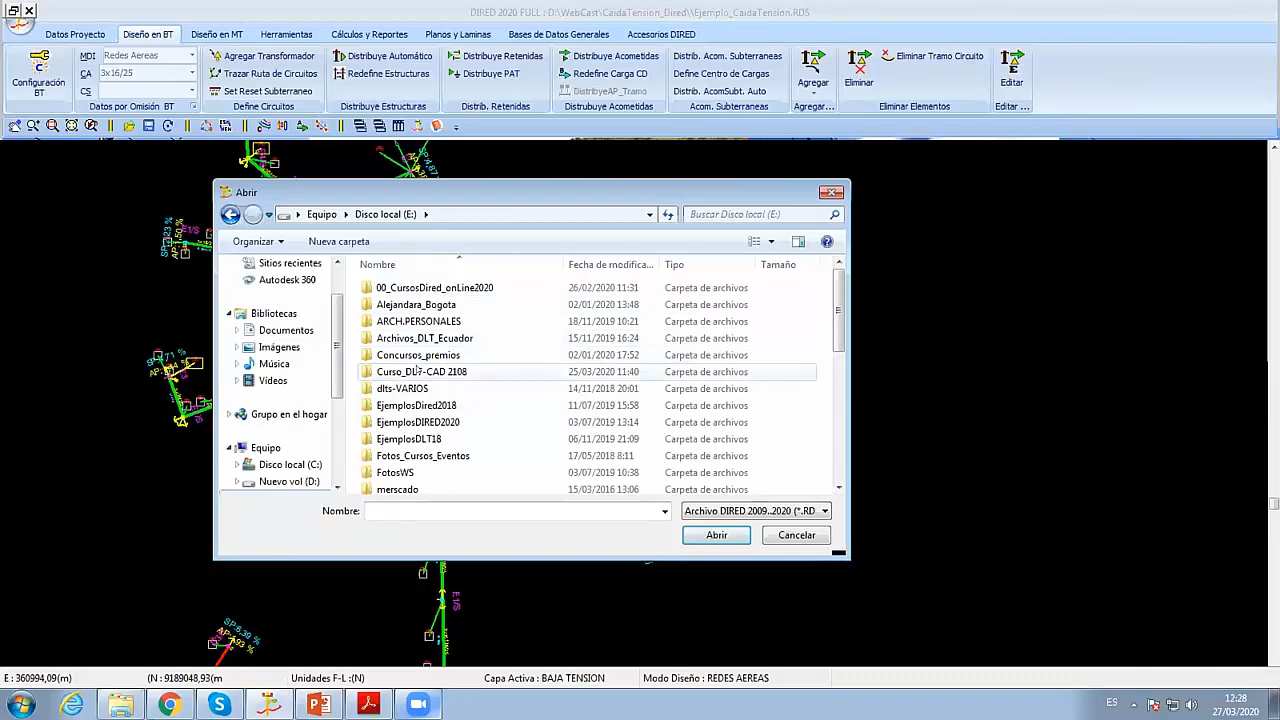 DIRED 2020 FULL : D:\WebCast\CaidaTension_Dired\\Ejemplo_CaidaTension.RDS
Datos Proyecto
Diseño en BT
Diseño en MT
Herramientas
Cálculos y Reportes
Planos y Laminas
Bases de Datos Generales
Accesorios DIRED
Configuración BT
MDI Redes Aereas
CA 3x16/25
CS
Datos por Omisión BT
Agregar Transformador
Trazar Ruta de Circuitos
Set Reset Subterraneo
Define Circuitos
Distribuye Automático
Redefine Estructuras
Distribuye Estructuras
Distribuye Retenidas
Distribuye PAT
Distrib. Retenidas
Distribuye Acometidas
Redefine Carga CD
DistribyeAP_Tramo
Distribuye Acometidas
Distrib. Acom. Subterraneas
Define Centro de Cargas
Distrib. AcomSubt. Auto
Acom. Subterraneas
Agregar
Agregar...
Eliminar
Eliminar Tramo Circuito
Eliminar Elementos
Editar
Editar ...
Abrir
Equipo
Disco local (E:)
Buscar Disco local (E:)
Organizar
Nueva carpeta
Sitios recientes
Autodesk 360
Bibliotecas
Documentos
Imágenes
Música
Vídeos
Grupo en el hogar
Equipo
Disco local (C:)
Nuevo vol (D:)
Nombre Fecha de modifica... Tipo Tamaño
00_CursosDired_onLine2020 26/02/2020 11:31 Carpeta de archivos
Alejandara_Bogota 02/01/2020 13:48 Carpeta de archivos
ARCH.PERSONALES 18/11/2019 10:21 Carpeta de archivos
Archivos_DLT_Ecuador 15/11/2019 16:24 Carpeta de archivos
Concursos_premios 02/01/2020 17:52 Carpeta de archivos
Curso_DLT-CAD 2108 25/03/2020 11:40 Carpeta de archivos
dlts-VARIOS 14/11/2018 20:01 Carpeta de archivos
EjemplosDired2018 11/07/2019 15:58 Carpeta de archivos
EjemplosDIRED2020 03/07/2019 13:14 Carpeta de archivos
EjemplosDLT18 06/11/2019 21:09 Carpeta de archivos
Fotos_Cursos_Eventos 17/05/2018 8:11 Carpeta de archivos
FotosWS 03/07/2019 10:38 Carpeta de archivos
merscado 15/03/2016 13:06 Carpeta de archivos
Nombre:
Archivo DIRED 2009..2020 (*.RD
Abrir
Cancelar
E 1/S
E : 360994,09(m)
(N : 9189048,93(m
Unidades F-L :(N)
Capa Activa : BAJA TENSION
Modo Diseño : REDES AEREAS
ES
12:28
27/03/2020